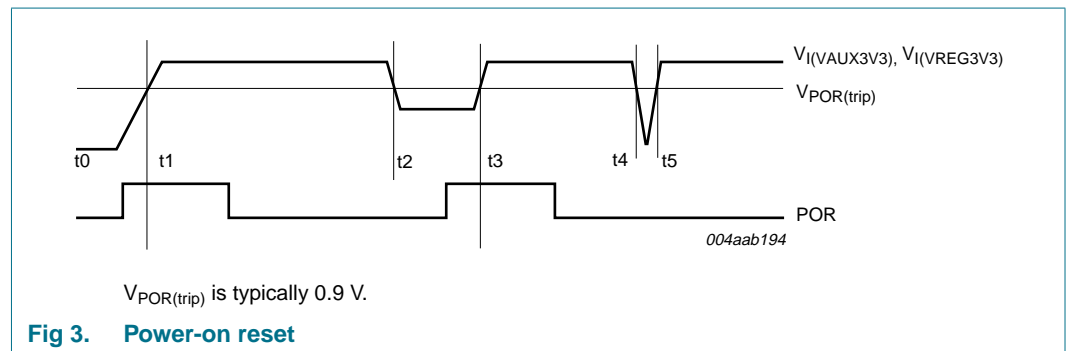 VI(VAUX3V3), VI(VREG3V3)
VPOR(trip)
t0 t1 t2 t3 t4 t5
POR
004aab194
VPOR(trip) is typically 0.9 V.
Fig 3. Power-on reset